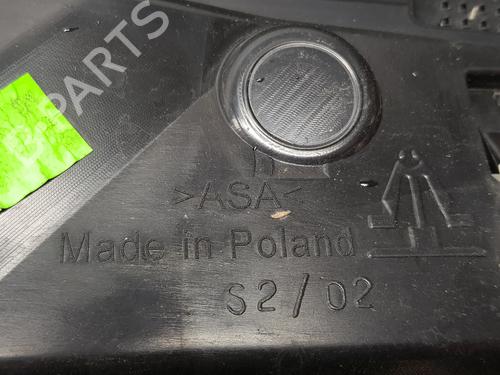 B-PARTS
>ASA<
Made in Poland
S2/02